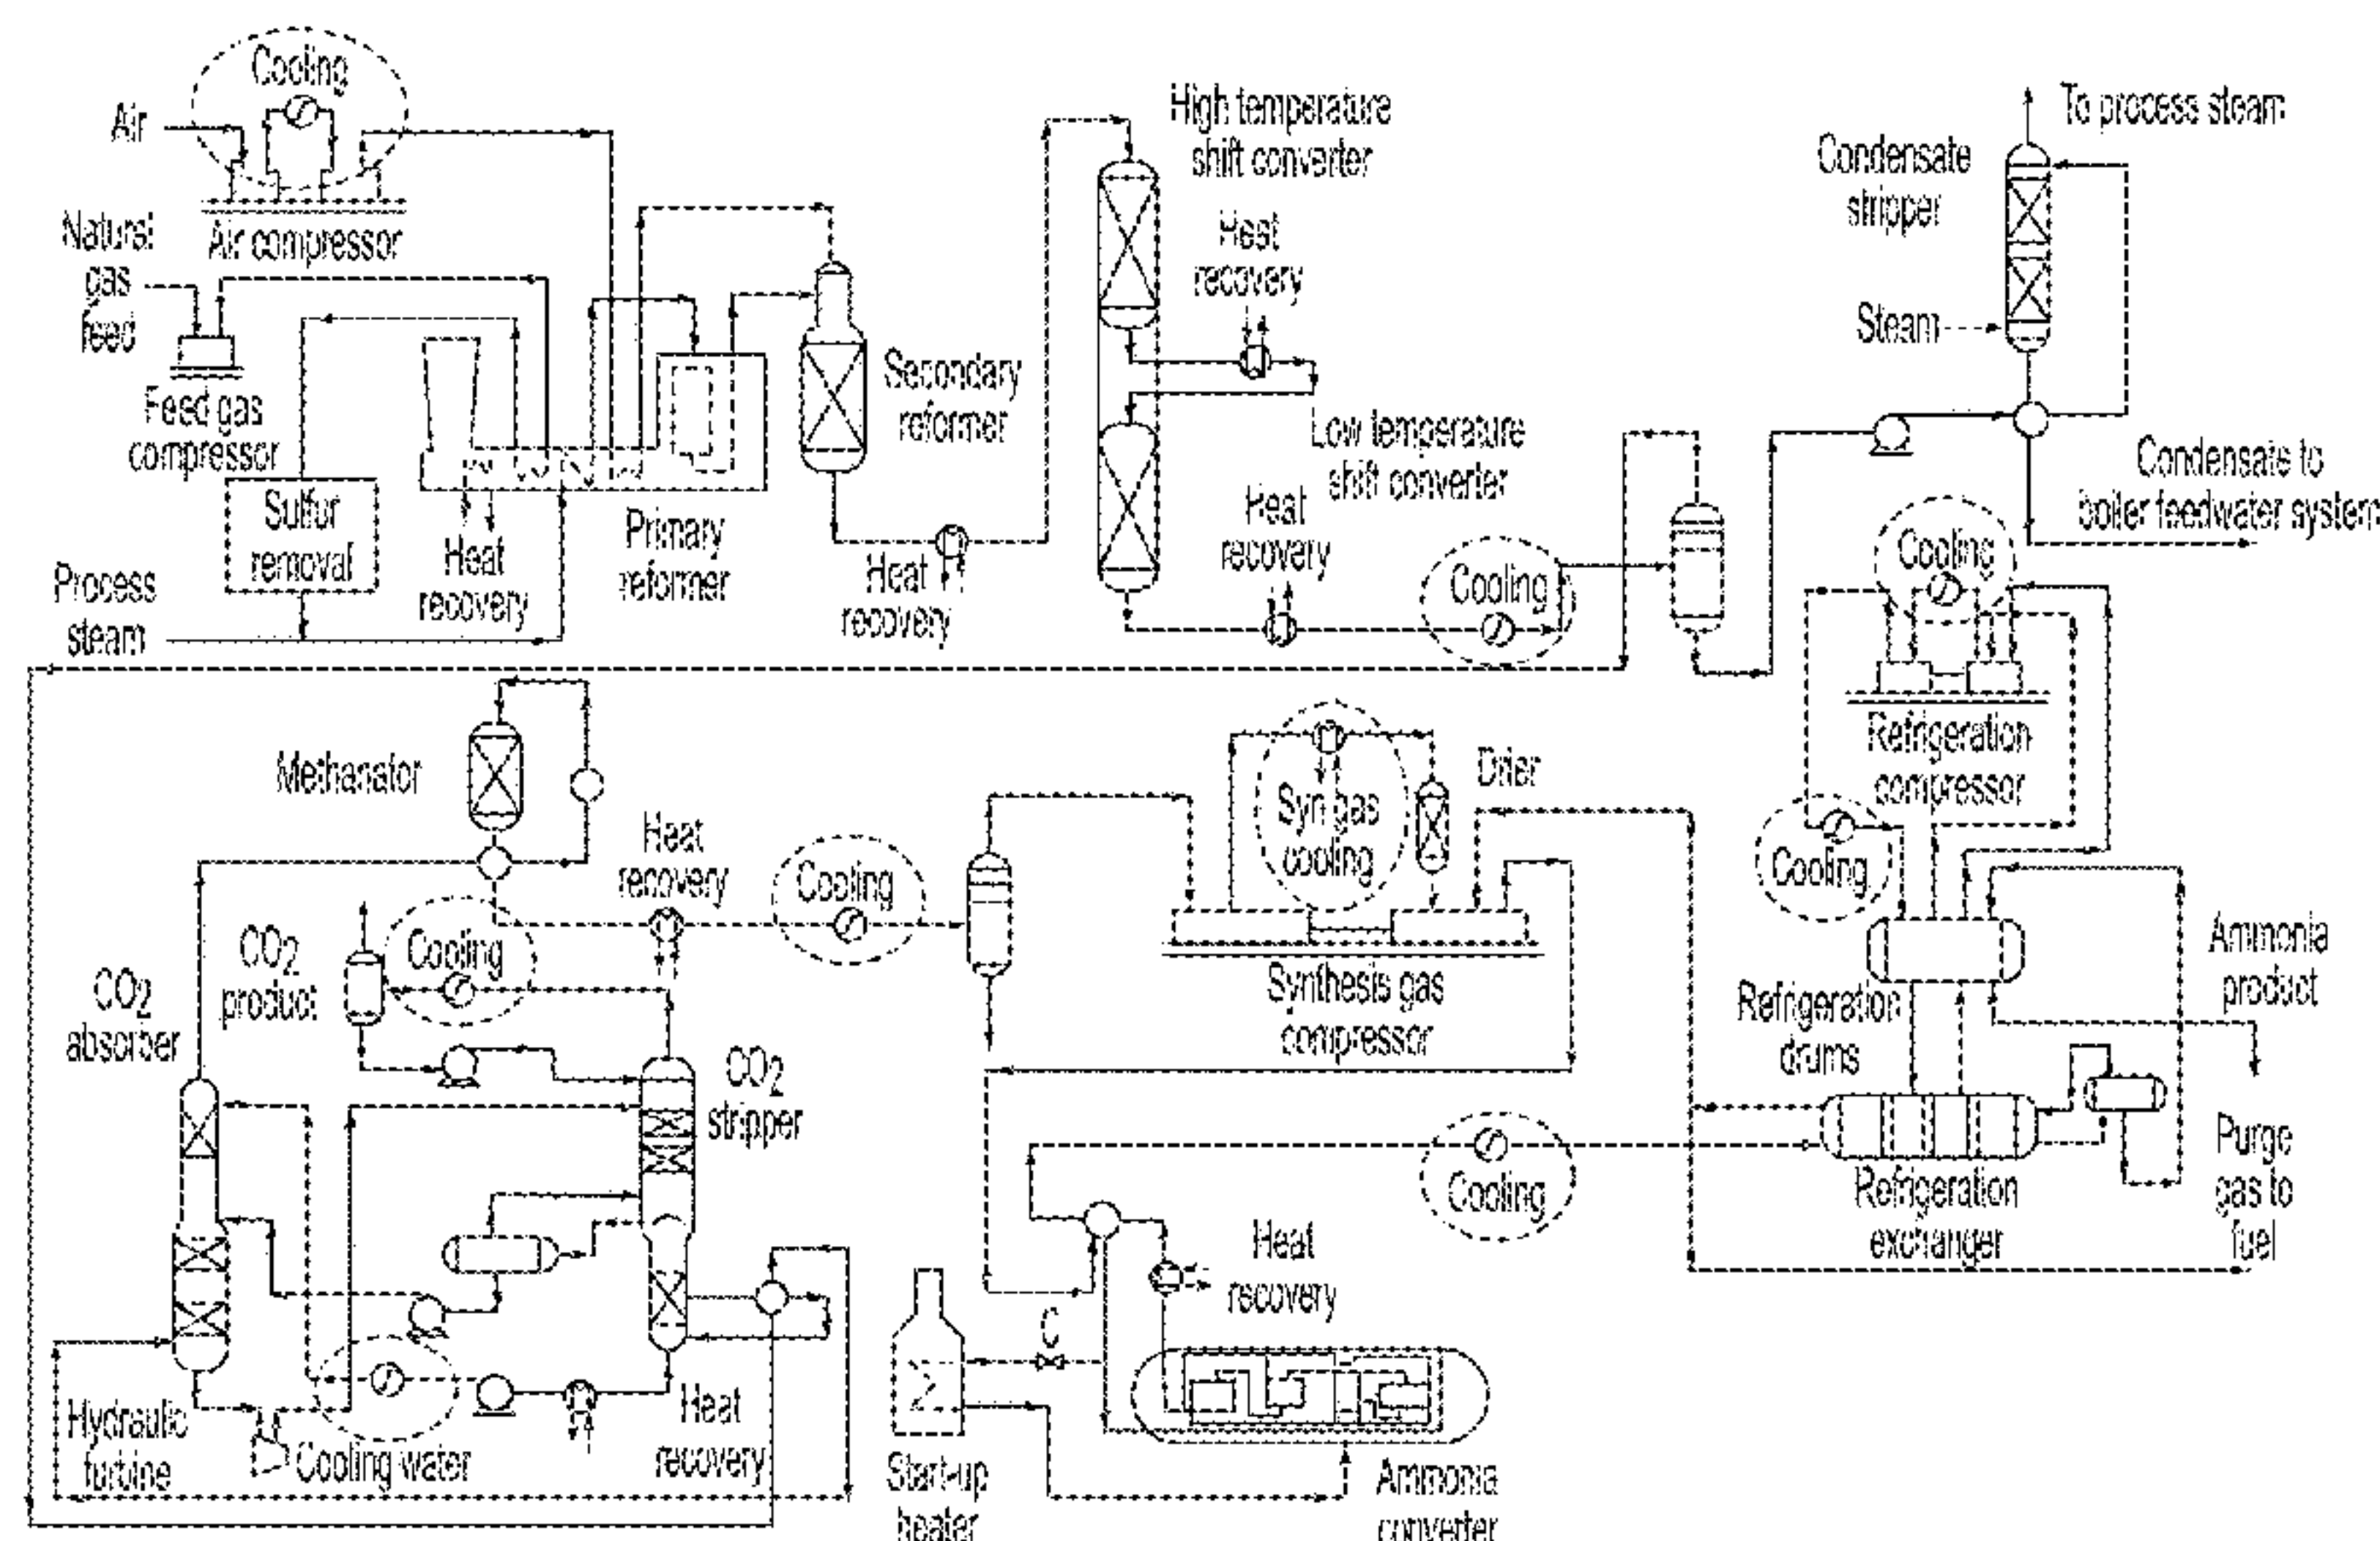 Cooling
Air
Air compressor
Natural
gas
feed
Feed gas
compressor
Sulfur
removal
Process
steam
Heat
recovery
Primary
reformer
Secondary
reformer
Heat
recovery
High temperature
shift converter
Heat
recovery
Low temperature
shift converter
Heat
recovery
Cooling
To process steam
Condensate
stripper
Steam
Condensate to
boiler feedwater system
Cooling
Refrigeration
compressor
Cooling
Methanator
Heat
recovery
Cooling
Syn gas
cooling
Drier
Synthesis gas
compressor
CO2
absorber
CO2
product
Cooling
CO2
stripper
Refrigeration
drums
Ammonia
product
Refrigeration
exchanger
Purge
gas to
fuel
Cooling
Heat
recovery
C
Hydraulic
turbine
Cooling water
Heat
recovery
Start-up
heater
Ammonia
converter